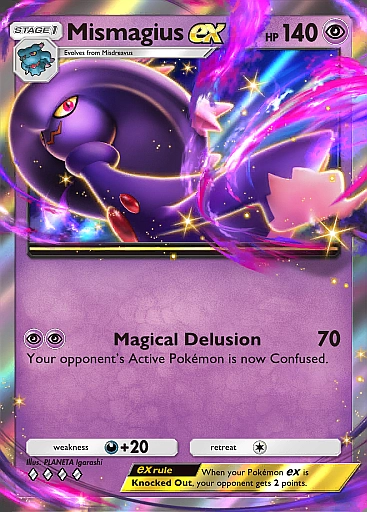 STAGE 1 Mismagius ex HP 140
Evolves from Misdreavus
Magical Delusion 70
Your opponent's Active Pokémon is now Confused.
weakness +20 retreat
Illus. PLANETA Igarashi
ex rule When your Pokémon ex is
Knocked Out, your opponent gets 2 points.